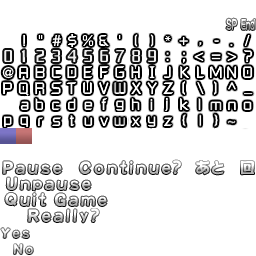 SP End
! " # $ % & ' ( ) * + , - . /
0 1 2 3 4 5 6 7 8 9 : ; < = > ?
@ A B C D E F G H I J K L M N O
P Q R S T U V W X Y Z ( \ ) ^ _
a b c d e f g h i j k l m n o
p q r s t u v w x y z ( | ) ~
Pause Continue? あと 回
Unpause
Quit Game
Really?
Yes
No